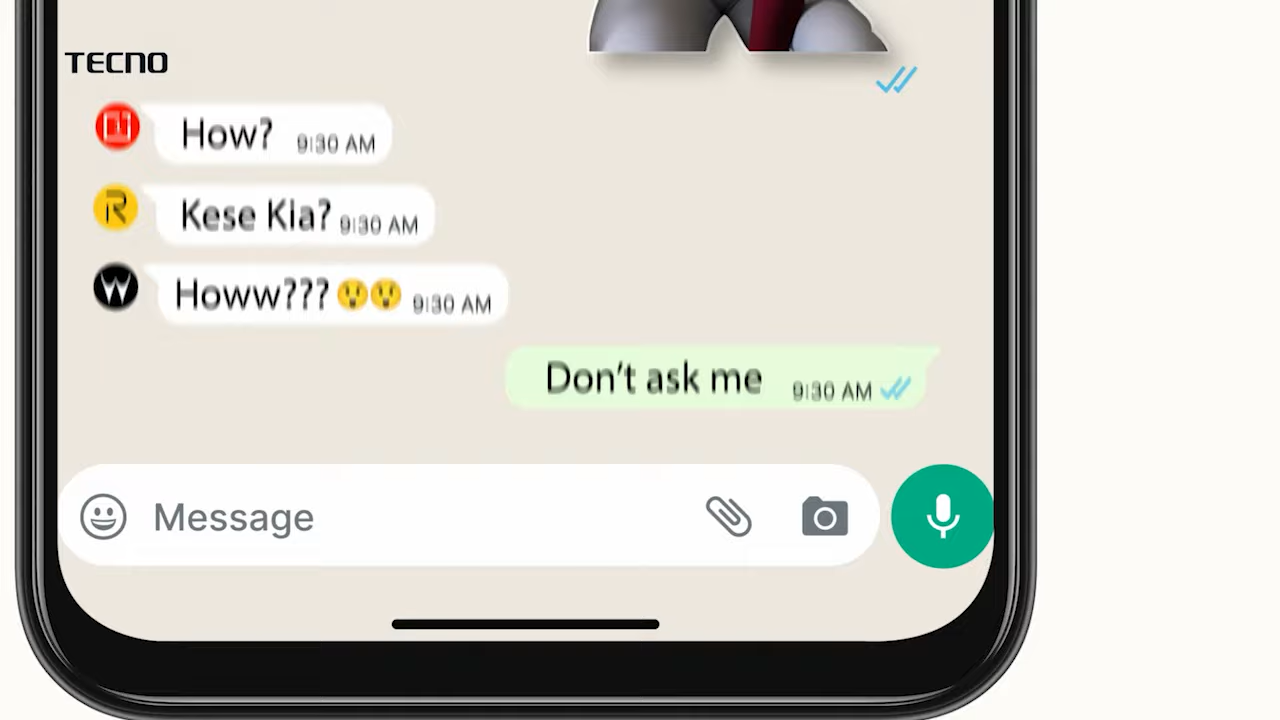 TECNO
How? 9:30 AM
Kese Kia? 9:30 AM
Howw???😲😲 9:30 AM
Don't ask me 9:30 AM
Message